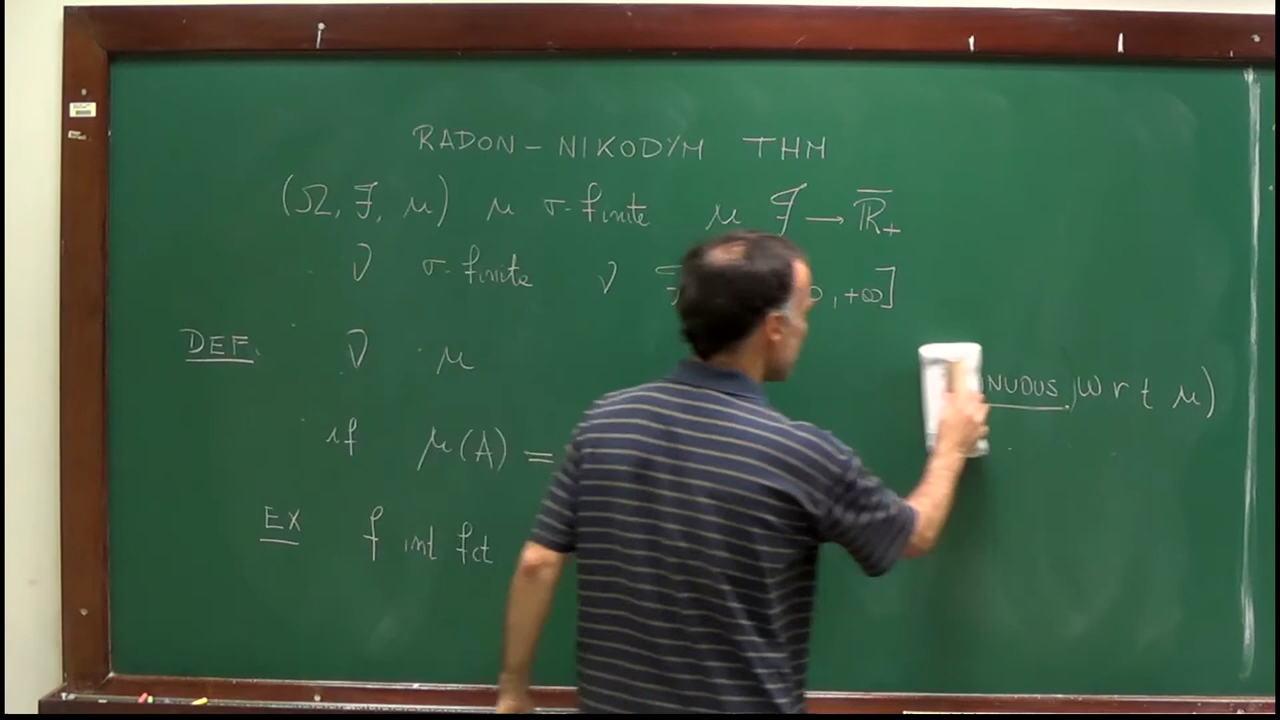 RADON - NIKODYM THM
(Ω, F, μ) μ σ-finite μ F → R̅₊
ν σ-finite ν , +∞]
DEF. ν μ NUOUS, w r t μ)
if μ(A) =
EX f int fct